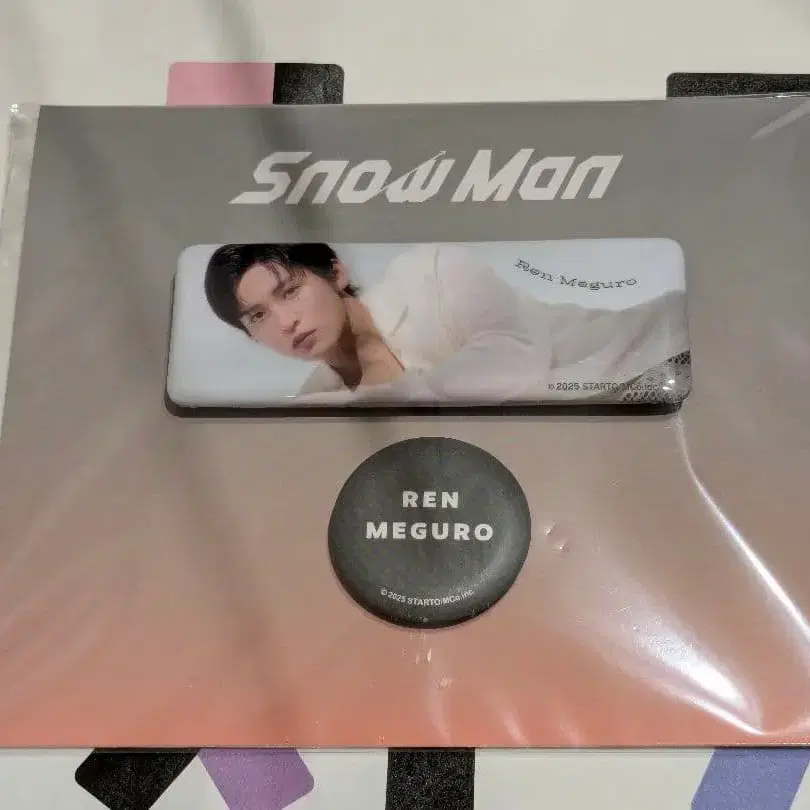 Snow Man
Ren Meguro
© 2025 STARTO/MCo.Inc.
REN
MEGURO
© 2025 STARTO/MCo.Inc.